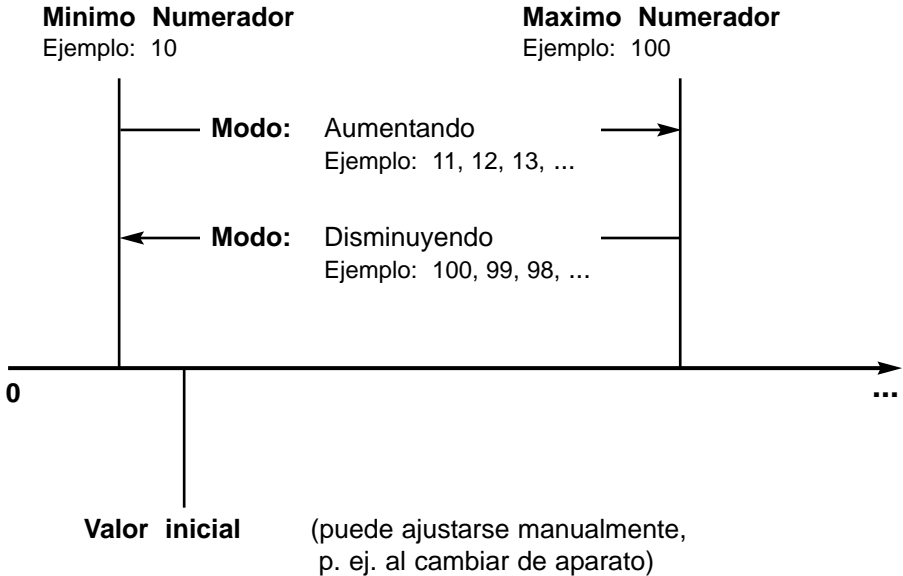 Minimo Numerador
Ejemplo: 10
Maximo Numerador
Ejemplo: 100
Modo: Aumentando
Ejemplo: 11, 12, 13, ...
Modo: Disminuyendo
Ejemplo: 100, 99, 98, ...
0
...
Valor inicial (puede ajustarse manualmente,
p. ej. al cambiar de aparato)